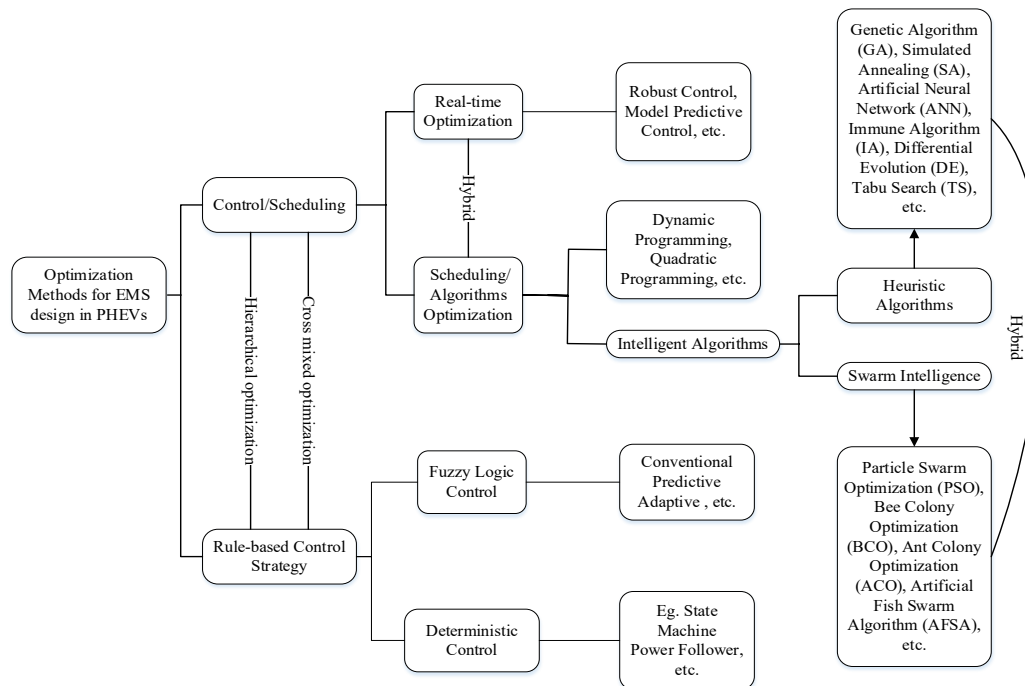 Optimization
Methods for EMS
design in PHEVs
Control/Scheduling
Hierarchical optimization
Cross mixed optimization
Rule-based Control
Strategy
Real-time
Optimization
Hybrid
Scheduling/
Algorithms
Optimization
Robust Control,
Model Predictive
Control, etc.
Dynamic
Programming,
Quadratic
Programming, etc.
Intelligent Algorithms
Heuristic
Algorithms
Swarm Intelligence
Genetic Algorithm
(GA), Simulated
Annealing (SA),
Artificial Neural
Network (ANN),
Immune Algorithm
(IA), Differential
Evolution (DE),
Tabu Search (TS),
etc.
Hybrid
Particle Swarm
Optimization (PSO),
Bee Colony
Optimization
(BCO), Ant Colony
Optimization
(ACO), Artificial
Fish Swarm
Algorithm (AFSA),
etc.
Fuzzy Logic
Control
Conventional
Predictive
Adaptive , etc.
Deterministic
Control
Eg. State
Machine
Power Follower,
etc.